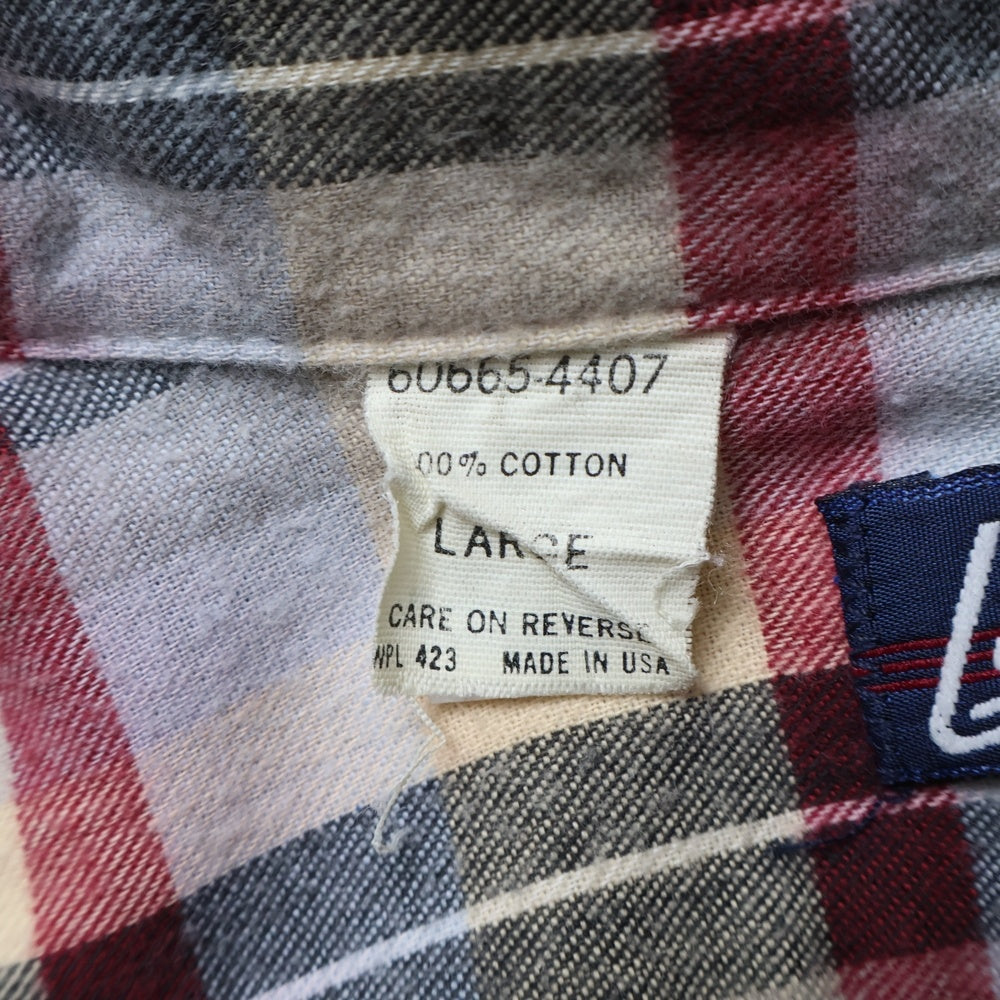 60665-4407
00% COTTON
LARGE
CARE ON REVERSE
WPL 423 MADE IN USA
L